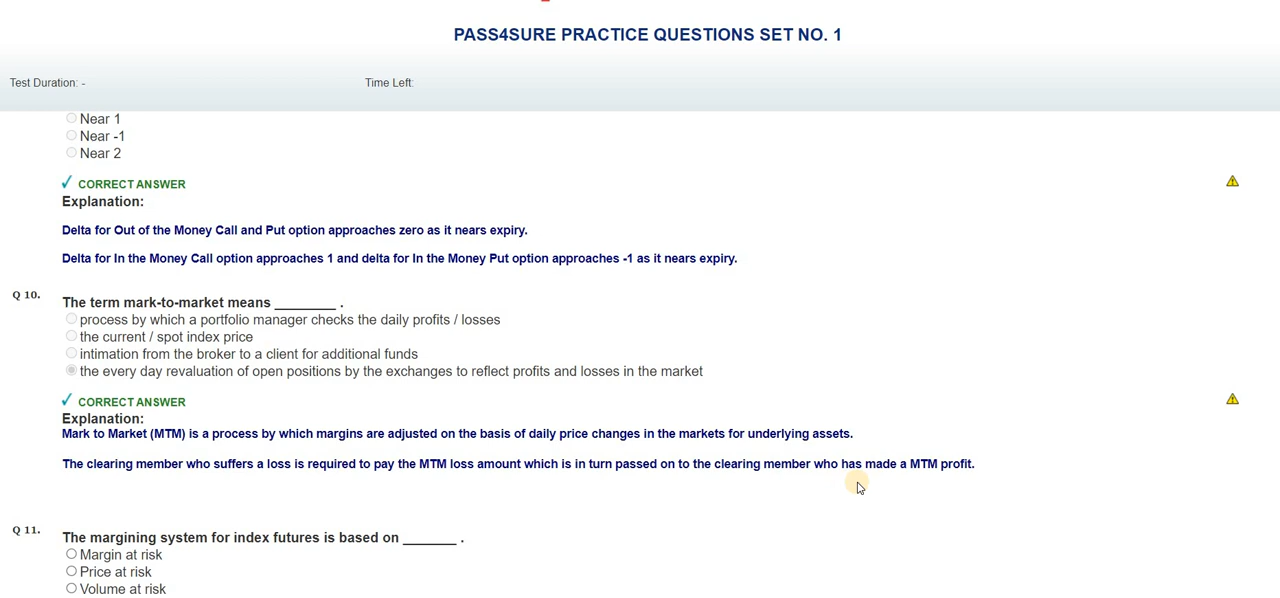 PASS4SURE PRACTICE QUESTIONS SET NO. 1
Test Duration: - Time Left:
Near 1
Near -1
Near 2
✓ CORRECT ANSWER
Explanation:
Delta for Out of the Money Call and Put option approaches zero as it nears expiry.
Delta for In the Money Call option approaches 1 and delta for In the Money Put option approaches -1 as it nears expiry.
Q 10. The term mark-to-market means ________ .
process by which a portfolio manager checks the daily profits / losses
the current / spot index price
intimation from the broker to a client for additional funds
the every day revaluation of open positions by the exchanges to reflect profits and losses in the market
✓ CORRECT ANSWER
Explanation:
Mark to Market (MTM) is a process by which margins are adjusted on the basis of daily price changes in the markets for underlying assets.
The clearing member who suffers a loss is required to pay the MTM loss amount which is in turn passed on to the clearing member who has made a MTM profit.
Q 11. The margining system for index futures is based on _______ .
Margin at risk
Price at risk
Volume at risk